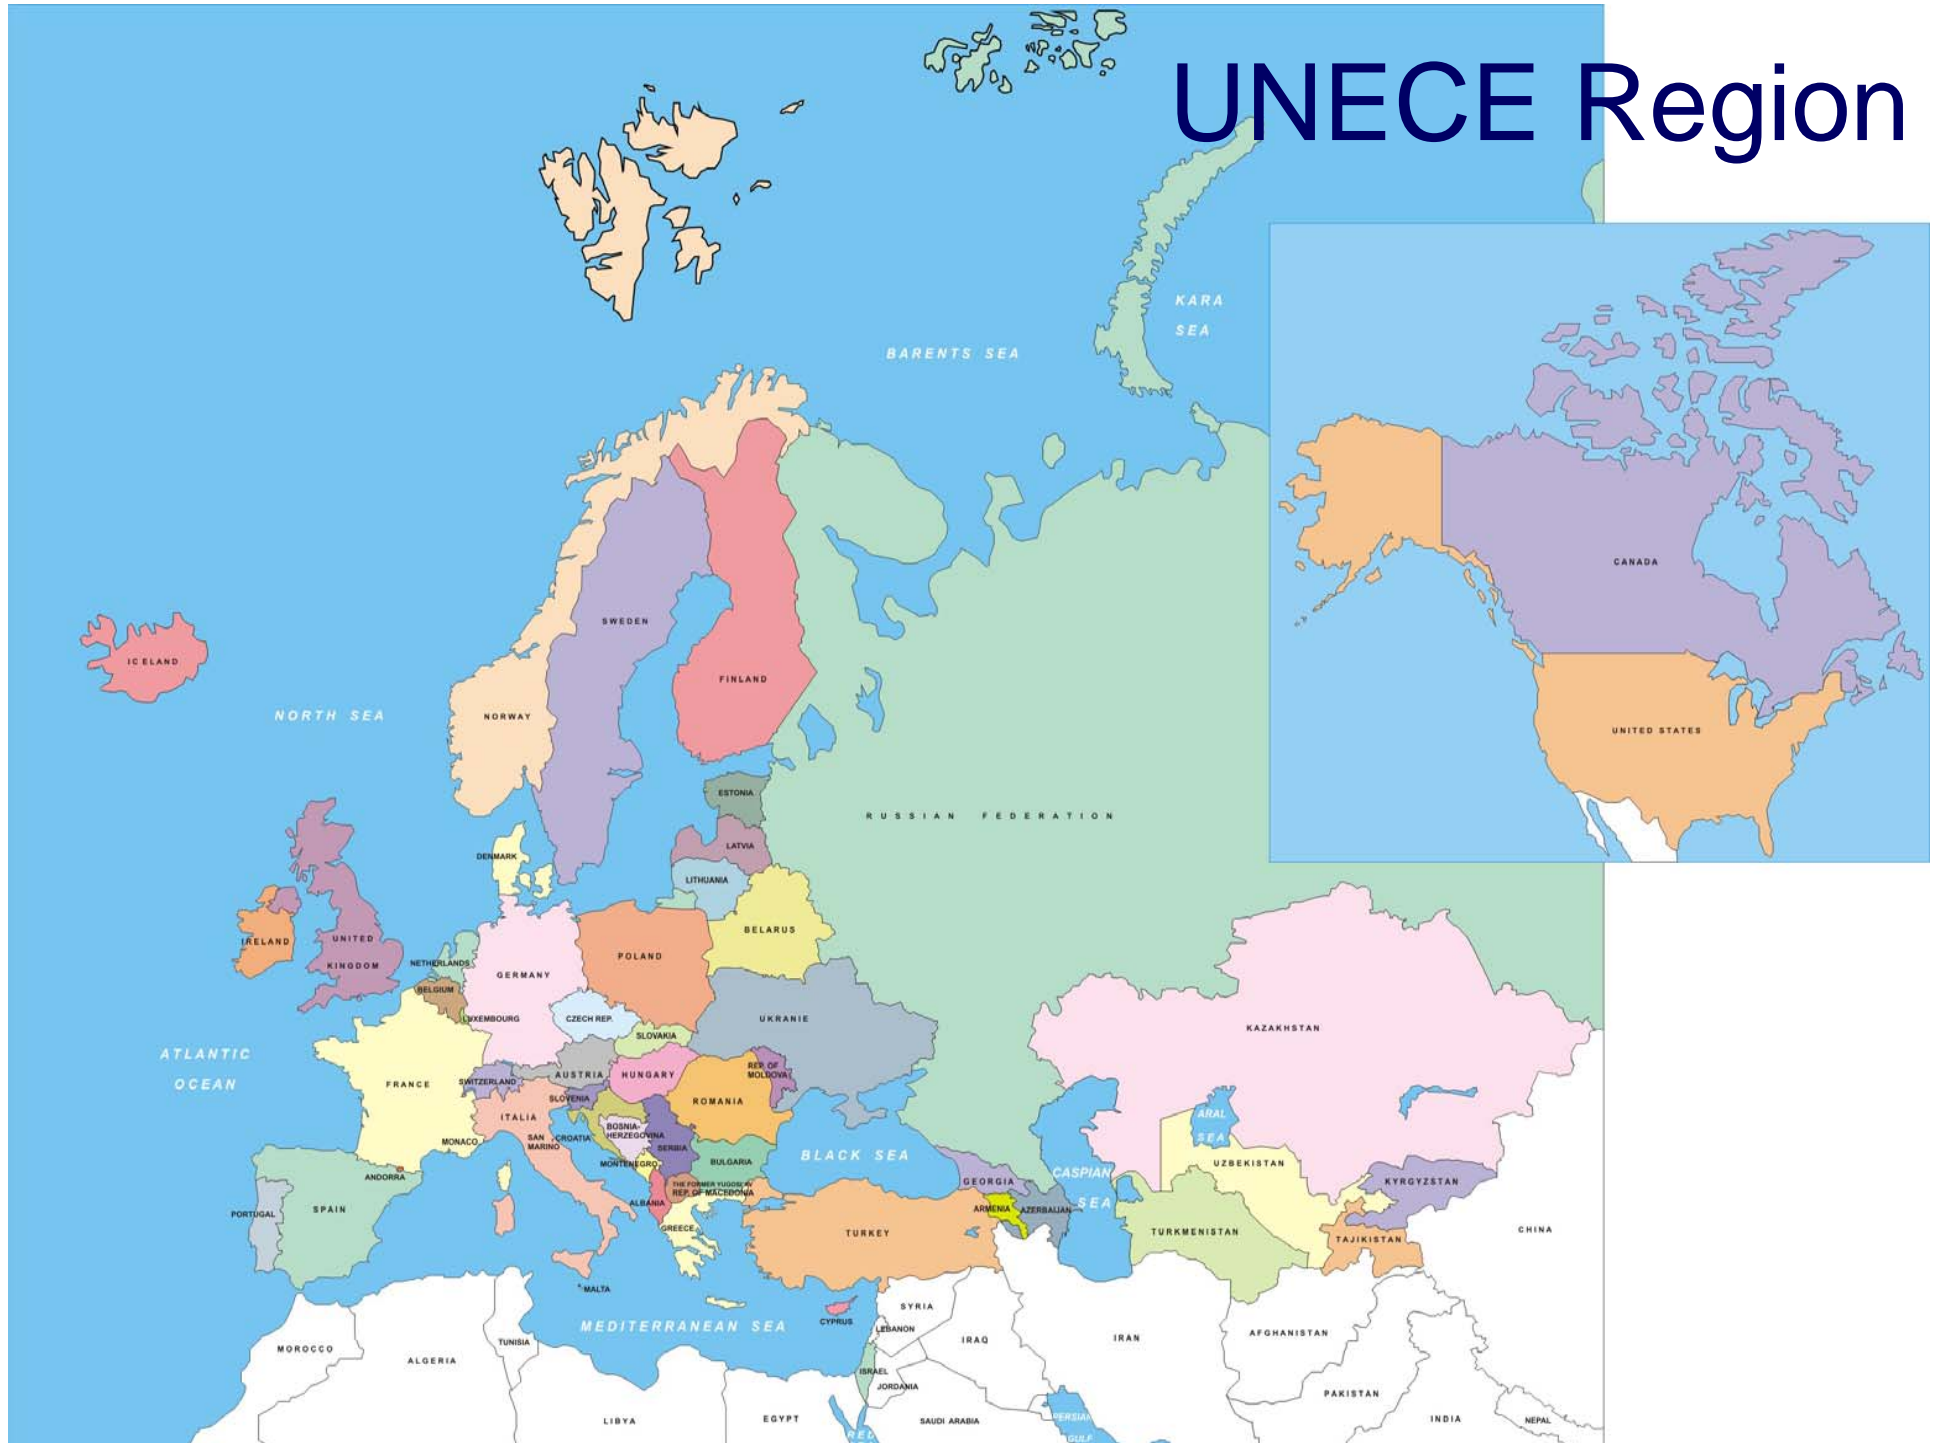 UNECE Region
KARA
SEA
BARENTS SEA
CANADA
UNITED STATES
ICELAND
NORTH SEA
SWEDEN
FINLAND
NORWAY
ESTONIA
RUSSIAN FEDERATION
LATVIA
DENMARK
LITHUANIA
BELARUS
IRELAND
UNITED
KINGDOM
NETHERLANDS
POLAND
GERMANY
BELGIUM
LUXEMBOURG
CZECH REP.
UKRANIE
SLOVAKIA
KAZAKHSTAN
ATLANTIC
OCEAN
FRANCE
SWITZERLAND
AUSTRIA
HUNGARY
REP. OF
MOLDOVA
SLOVENIA
ROMANIA
ITALIA
ARAL
SEA
MONACO
SAN
MARINO
CROATIA
BOSNIA-
HERZEGOVINA
SERBIA
BLACK SEA
MONTENEGRO
BULGARIA
UZBEKISTAN
ANDORRA
CASPIAN
SEA
GEORGIA
KYRGYZSTAN
THE FORMER YUGOSLAV
REP. OF MACEDONIA
ALBANIA
PORTUGAL
SPAIN
ARMENIA
AZERBAIJAN
GREECE
TURKEY
TURKMENISTAN
TAJIKISTAN
CHINA
MALTA
CYPRUS
SYRIA
MEDITERRANEAN SEA
LEBANON
TUNISIA
IRAQ
IRAN
AFGHANISTAN
MOROCCO
ALGERIA
ISRAEL
JORDANIA
PAKISTAN
LIBYA
EGYPT
SAUDI ARABIA
PERSIAN
GULF
INDIA
NEPAL
RED